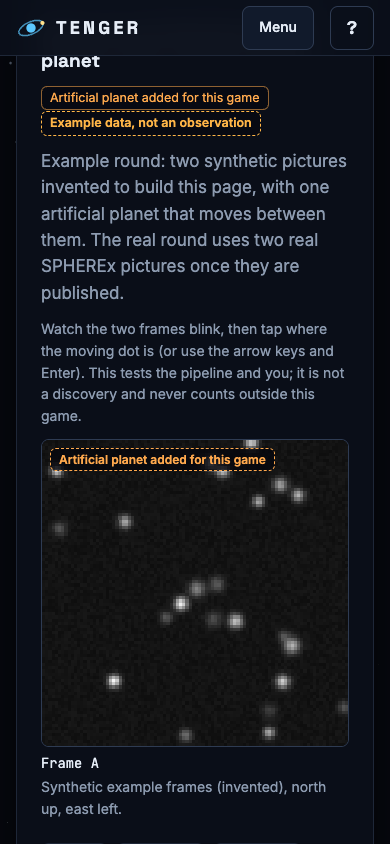 TENGER
Menu
?
planet
Artificial planet added for this game
Example data, not an observation
Example round: two synthetic pictures
invented to build this page, with one
artificial planet that moves between
them. The real round uses two real
SPHEREx pictures once they are
published.
Watch the two frames blink, then tap where
the moving dot is (or use the arrow keys and
Enter). This tests the pipeline and you; it is not
a discovery and never counts outside this
game.
Artificial planet added for this game
Frame A
Synthetic example frames (invented), north
up, east left.